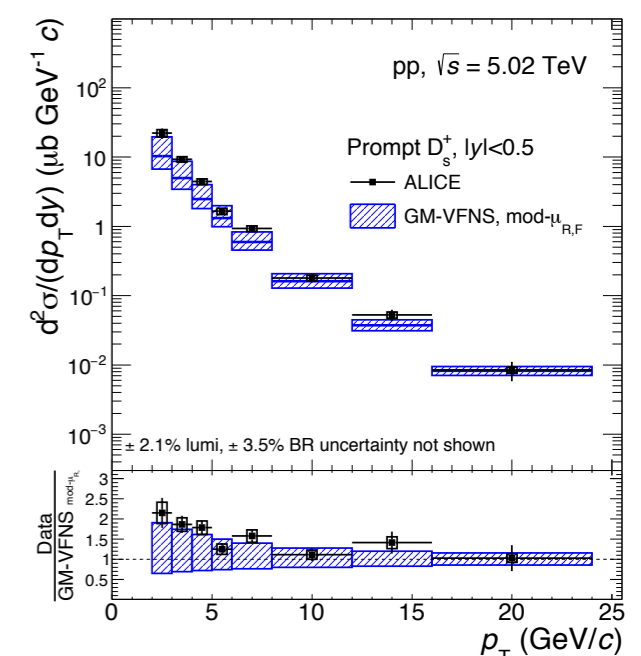 pp, √s = 5.02 TeV
Prompt D_s^+, |y|<0.5
ALICE
GM-VFNS, mod-μ_{R,F}
d²σ/(dp_T dy) (μb GeV⁻¹ c)
10²
10
1
10⁻¹
10⁻²
10⁻³
± 2.1% lumi, ± 3.5% BR uncertainty not shown
Data
GM-VFNS mod-μ_{R,}
3
2.5
2
1.5
1
0.5
0 5 10 15 20 25
p_T (GeV/c)